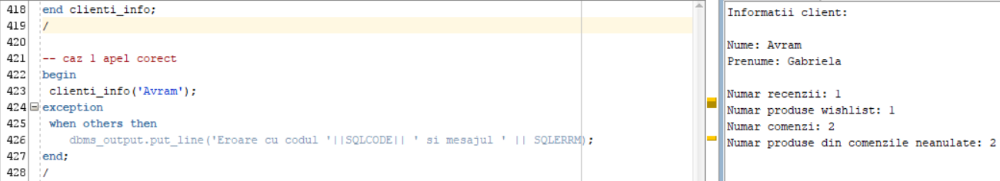 418 end clienti_info;
419 /
420
421 -- caz 1 apel corect
422 begin
423 clienti_info('Avram');
424 exception
425 when others then
426 dbms_output.put_line('Eroare cu codul '||SQLCODE|| ' si mesajul ' || SQLERRM);
427 end;
428 /
Informatii client:
Nume: Avram
Prenume: Gabriela
Numar recenzii: 1
Numar produse wishlist: 1
Numar comenzi: 2
Numar produse din comenzile neanulate: 2